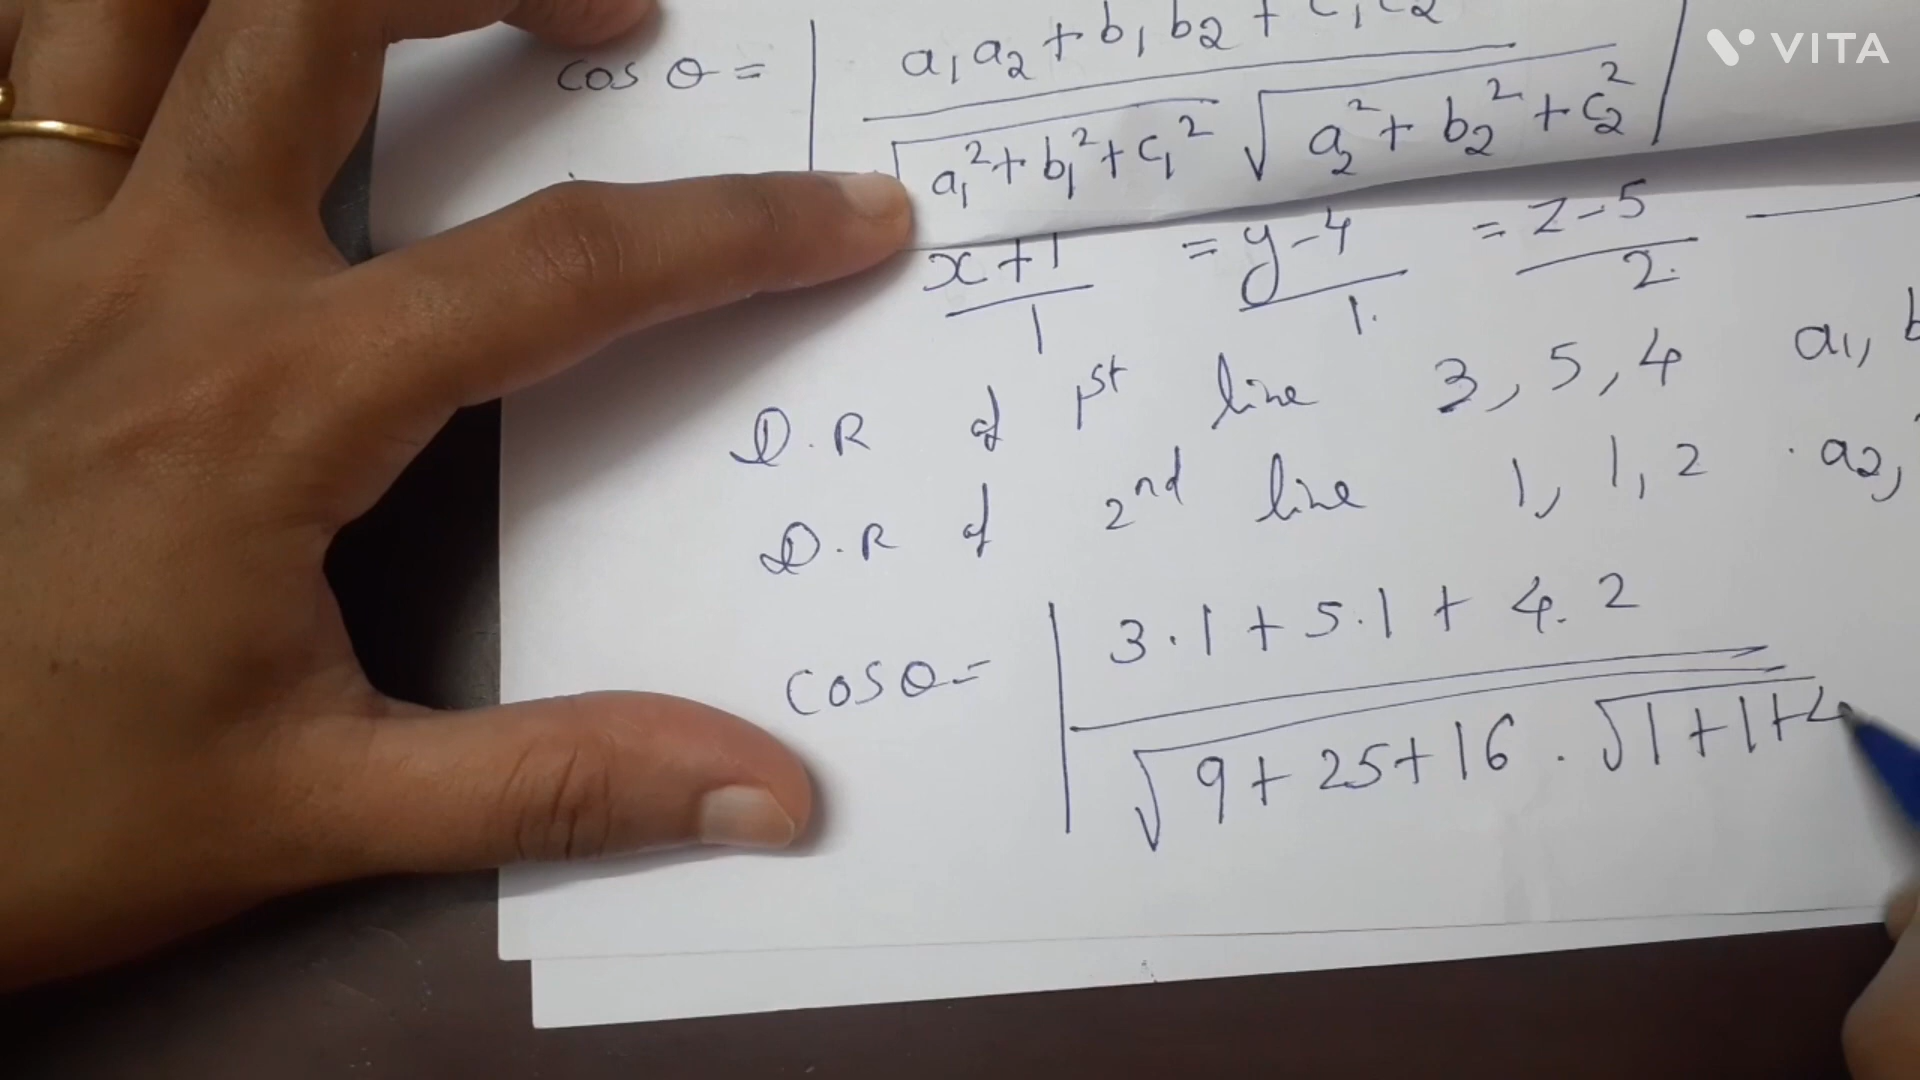 VITA
cos θ = | a₁a₂ + b₁b₂ + c₁c₂ / √a₁² + b₁² + c₁² √a₂² + b₂² + c₂² |
x+1 / 1 = y-4 / 1. = z-5 / 2.
D.R of 1st line 3, 5, 4 a₁, b
D.R of 2nd line 1, 1, 2 . a₂,
cos θ = | 3.1 + 5.1 + 4.2 / √9 + 25 + 16 . √1 + 1 + 4